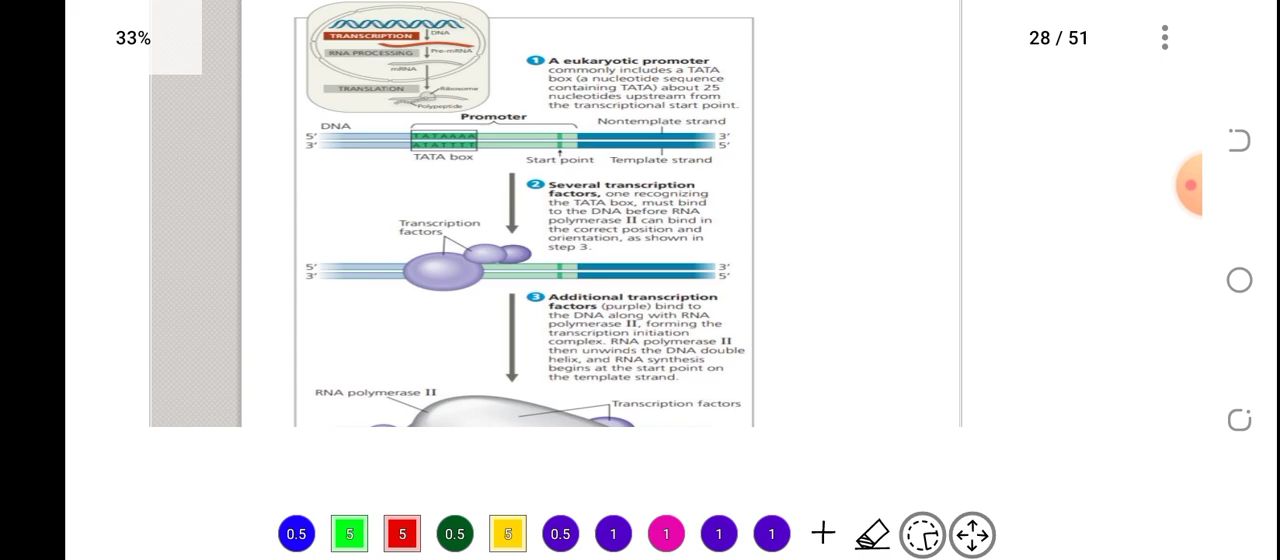 33%
28 / 51
TRANSCRIPTION
DNA
RNA PROCESSING
Pre-mRNA
mRNA
TRANSLATION
Ribosome
Polypeptide
1 A eukaryotic promoter
commonly includes a TATA
box (a nucleotide sequence
containing TATA) about 25
nucleotides upstream from
the transcriptional start point.
Promoter
Nontemplate strand
DNA
5′ TATAAAA 3′
3′ ATATTTT 5′
TATA box
Start point
Template strand
2 Several transcription
factors, one recognizing
the TATA box, must bind
to the DNA before RNA
polymerase II can bind in
the correct position and
orientation, as shown in
step 3.
Transcription
factors
5′ 3′
3′ 5′
3 Additional transcription
factors (purple) bind to
the DNA along with RNA
polymerase II, forming the
transcription initiation
complex. RNA polymerase II
then unwinds the DNA double
helix, and RNA synthesis
begins at the start point on
the template strand.
RNA polymerase II
Transcription factors
0.5 5 5 0.5 5 0.5 1 1 1 1